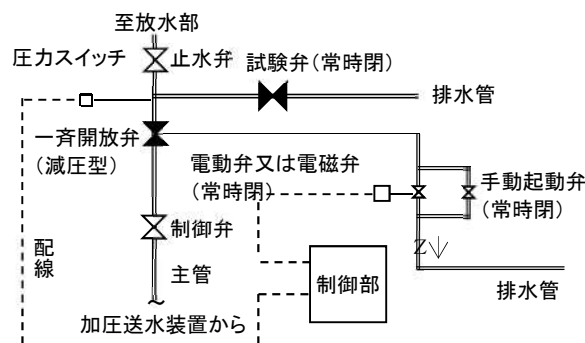 至放水部
圧力スイッチ
止水弁
試験弁(常時閉)
排水管
一斉開放弁
(減圧型)
電動弁又は電磁弁
(常時閉)
手動起動弁
(常時閉)
制御弁
配線
主管
制御部
排水管
加圧送水装置から